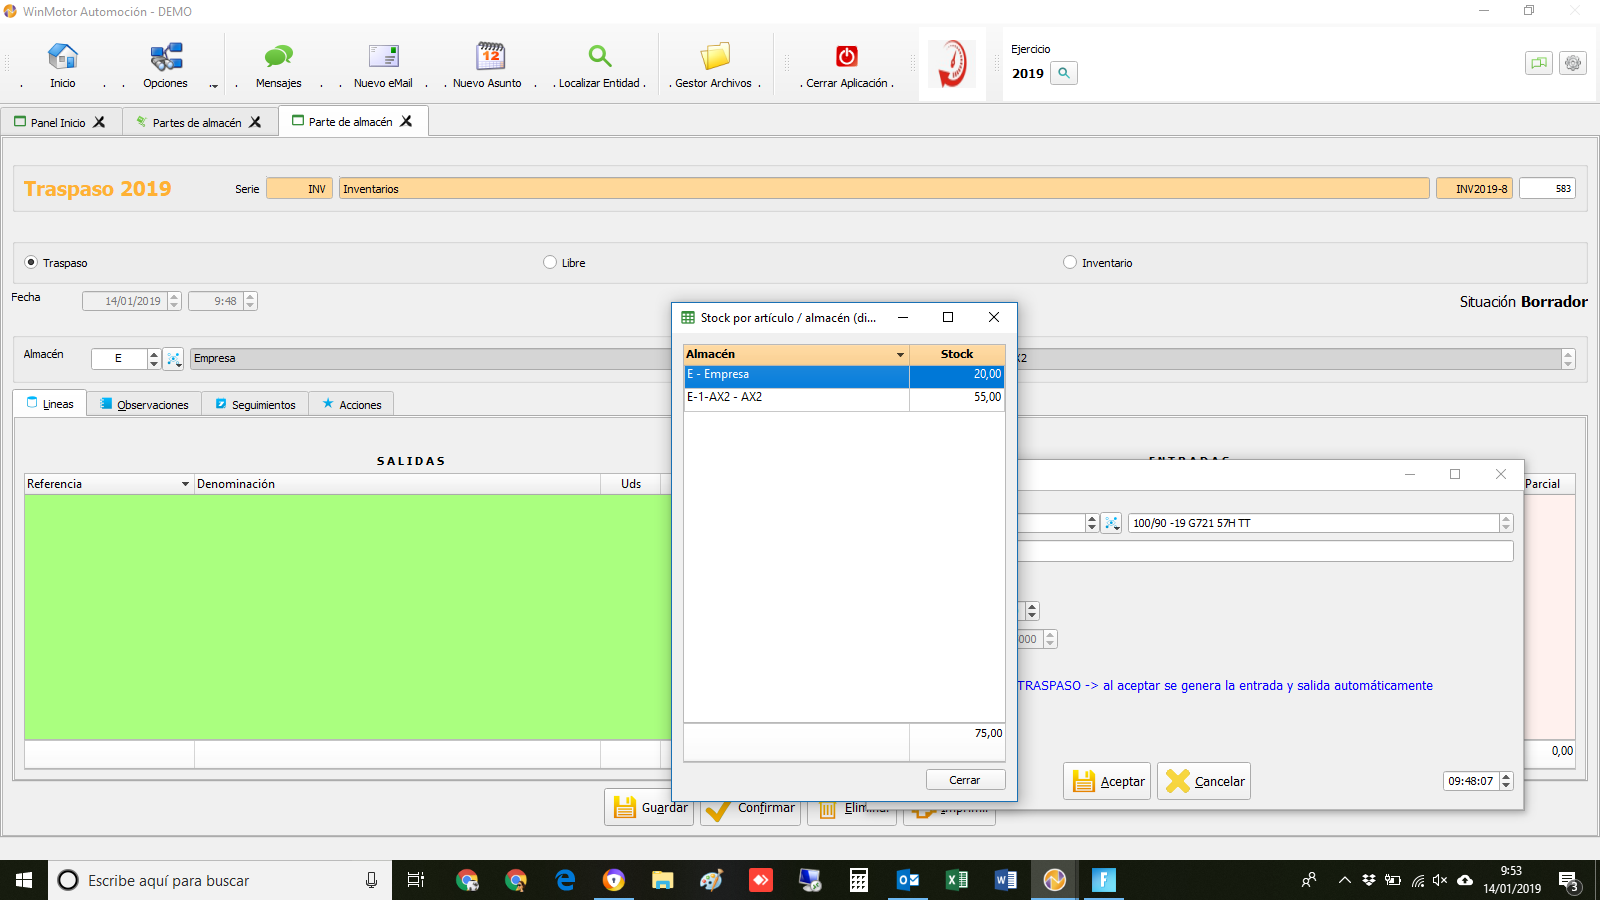 WinMotor Automoción - DEMO
. Inicio .
. Opciones .
. Mensajes .
. Nuevo eMail .
. Nuevo Asunto .
. Localizar Entidad .
. Gestor Archivos .
. Cerrar Aplicación .
Ejercicio
2019
Panel Inicio
Partes de almacén
Parte de almacén
Traspaso 2019
Serie INV Inventarios INV2019-8 583
Traspaso Libre Inventario
Fecha 14/01/2019 9:48
Situación Borrador
Almacén E Empresa
X2
Lineas Observaciones Seguimientos Acciones
SALIDAS
ENTRADAS
Referencia Denominación Uds
Parcial
0,00
Stock por artículo / almacén (di...
Almacén Stock
E - Empresa 20,00
E-1-AX2 - AX2 55,00
75,00
Cerrar
100/90 -19 G721 57H TT
000
TRASPASO -> al aceptar se genera la entrada y salida automáticamente
Aceptar Cancelar 09:48:07
Guardar Confirmar Eliminar Imprimir
Escribe aquí para buscar
9:53
14/01/2019
3